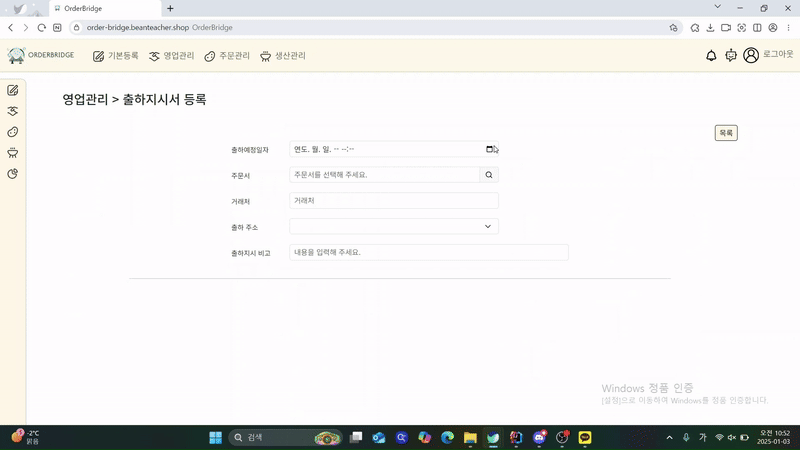 OrderBridge
order-bridge.beanteacher.shop OrderBridge
ORDERBRIDGE 기본등록 영업관리 주문관리 생산관리 로그아웃
영업관리 > 출하지시서 등록
목록
출하예정일자 연도. 월. 일. -- --:--
주문서 주문서를 선택해 주세요.
거래처 거래처
출하 주소
출하지시 비고 내용을 입력해 주세요.
Windows 정품 인증
[설정]으로 이동하여 Windows를 정품 인증합니다.
-2°C
맑음
검색
가
오전 10:52
2025-01-03